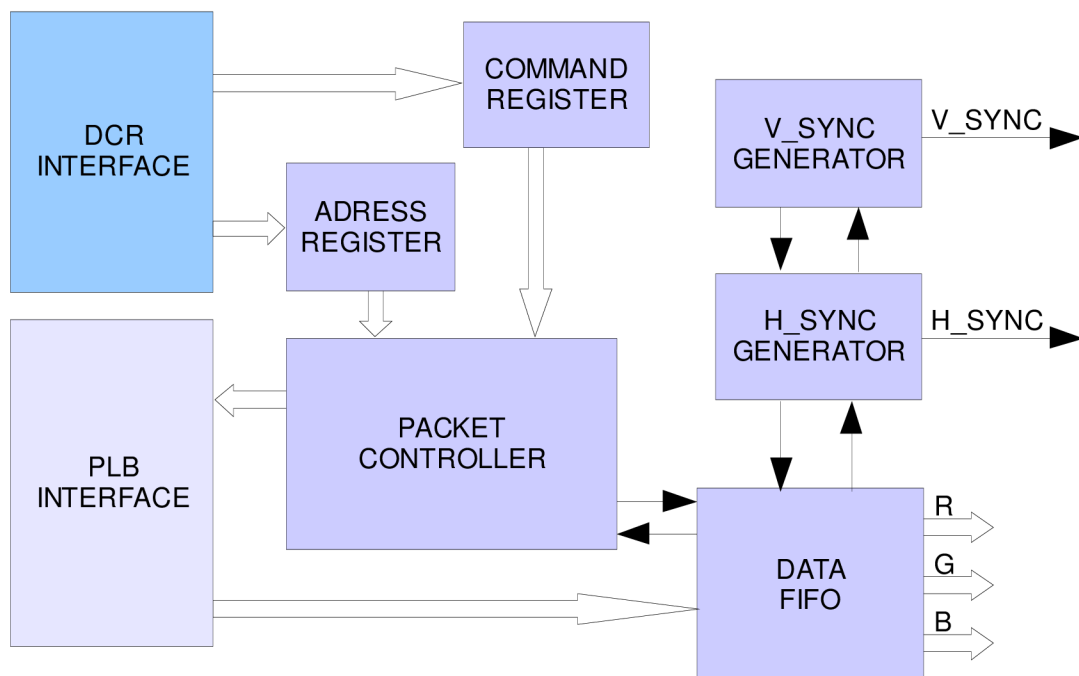 DCR
INTERFACE
COMMAND
REGISTER
ADRESS
REGISTER
V_SYNC
GENERATOR
V_SYNC
H_SYNC
GENERATOR
H_SYNC
PLB
INTERFACE
PACKET
CONTROLLER
DATA
FIFO
R
G
B